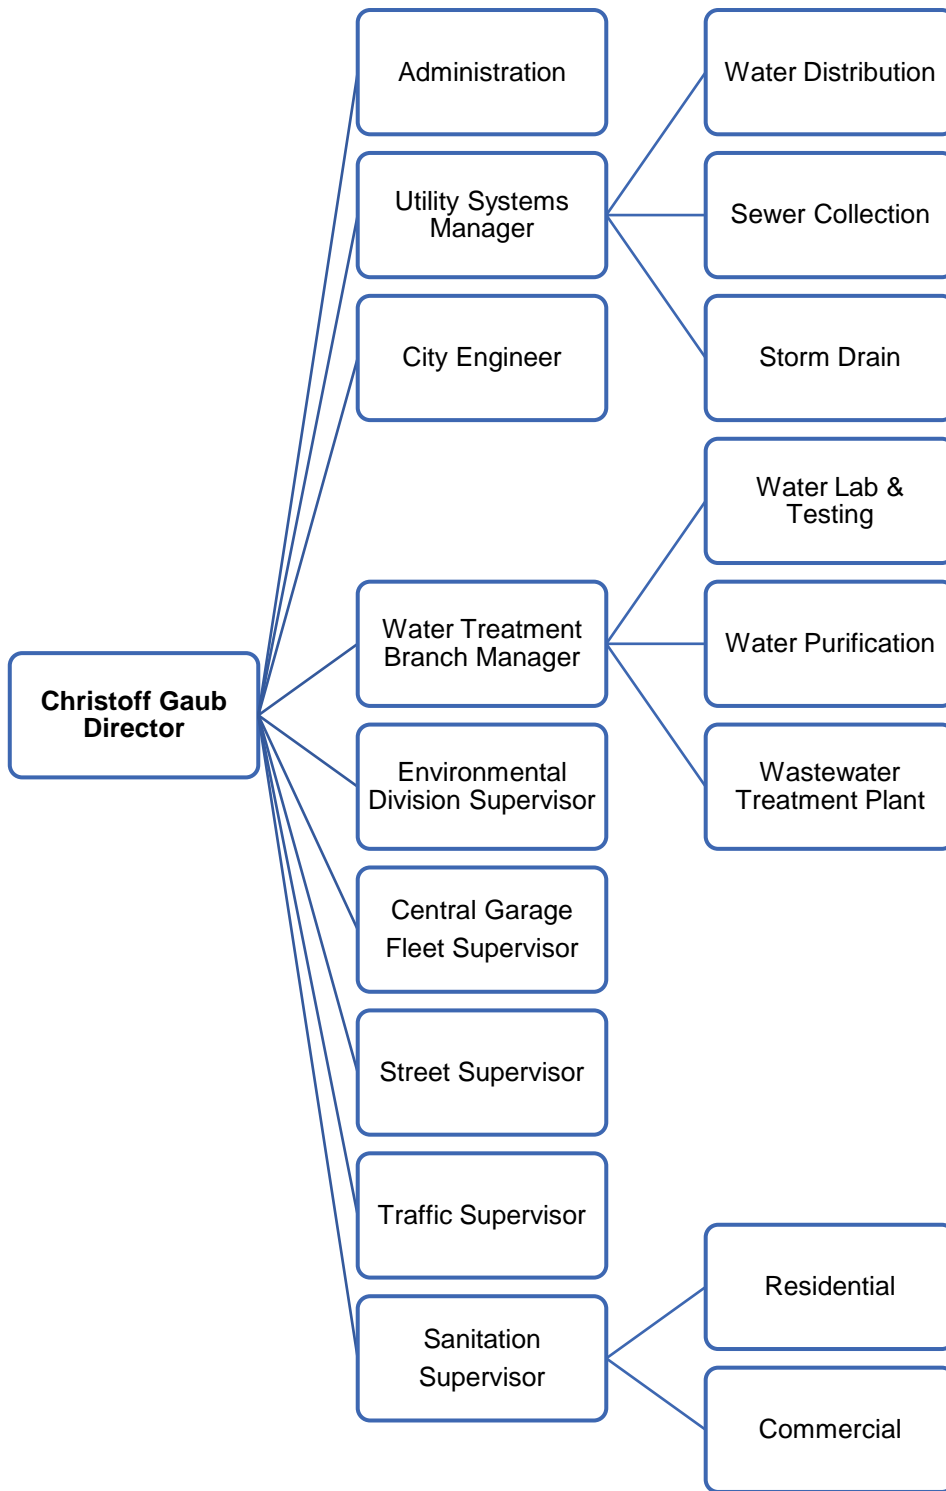 Christoff Gaub
Director
Administration
Utility Systems
Manager
Water Distribution
Sewer Collection
Storm Drain
City Engineer
Water Treatment
Branch Manager
Water Lab &
Testing
Water Purification
Wastewater
Treatment Plant
Environmental
Division Supervisor
Central Garage
Fleet Supervisor
Street Supervisor
Traffic Supervisor
Sanitation
Supervisor
Residential
Commercial